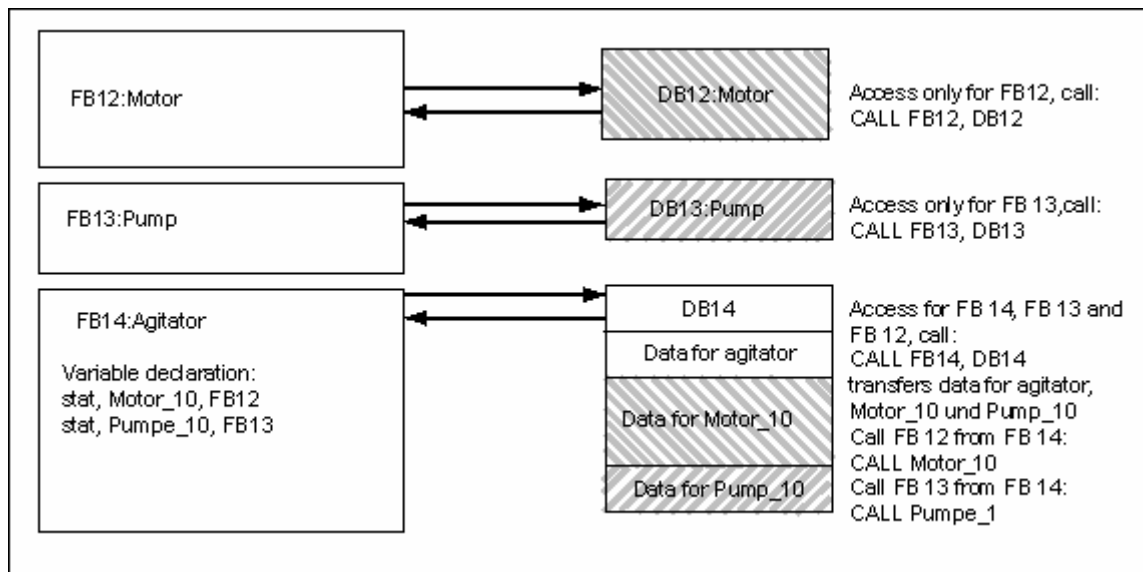 FB12:Motor
DB12:Motor
Access only for FB12, call:
CALL FB12, DB12
FB13:Pump
DB13:Pump
Access only for FB 13,call:
CALL FB13, DB13
FB14:Agitator
Variable declaration:
stat, Motor_10, FB12
stat, Pumpe_10, FB13
DB14
Data for agitator
Data for Motor_10
Data for Pump_10
Access for FB 14, FB 13 and
FB 12, call:
CALL FB14, DB14
transfers data for agitator,
Motor_10 und Pump_10
Call FB 12 from FB 14:
CALL Motor_10
Call FB 13 from FB 14:
CALL Pumpe_1